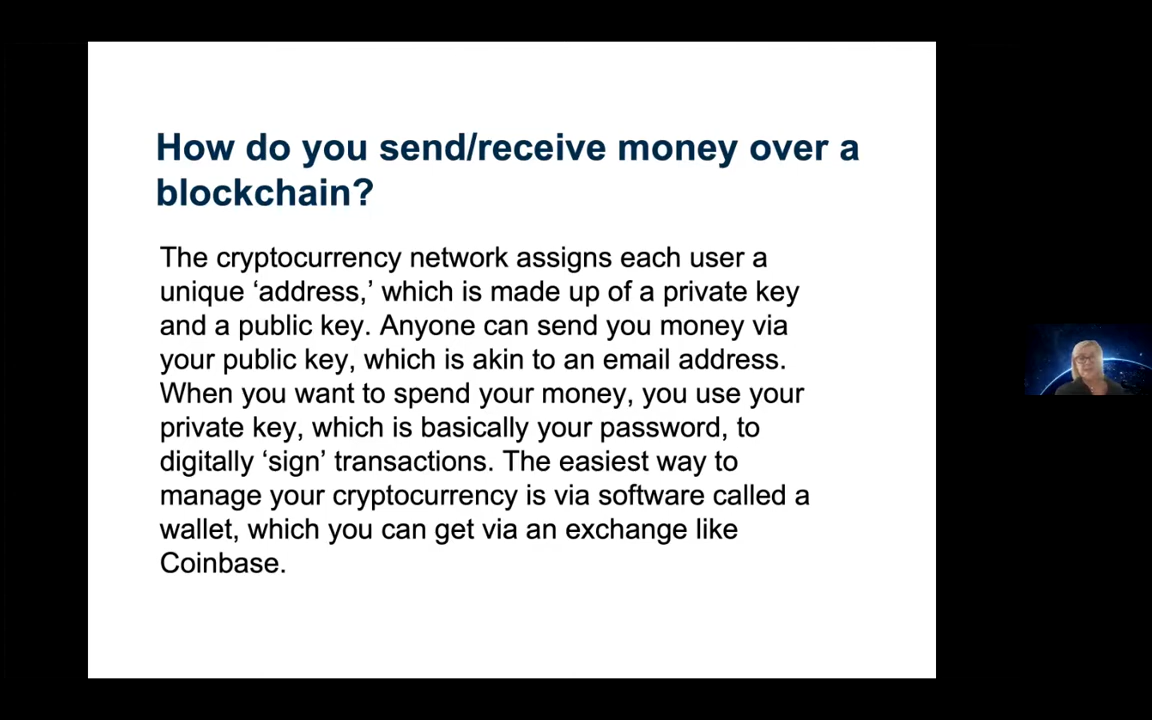 How do you send/receive money over a
blockchain?
The cryptocurrency network assigns each user a
unique ‘address,’ which is made up of a private key
and a public key. Anyone can send you money via
your public key, which is akin to an email address.
When you want to spend your money, you use your
private key, which is basically your password, to
digitally ‘sign’ transactions. The easiest way to
manage your cryptocurrency is via software called a
wallet, which you can get via an exchange like
Coinbase.